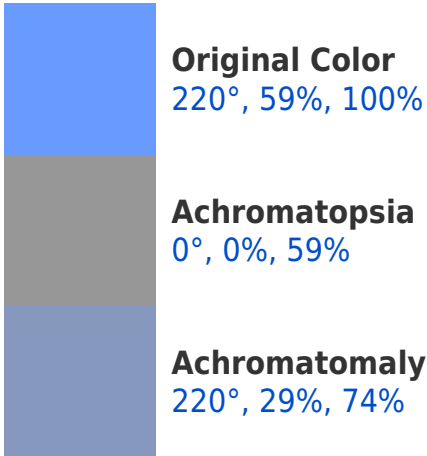 Original Color
220°, 59%, 100%
Achromatopsia
0°, 0%, 59%
Achromatomaly
220°, 29%, 74%